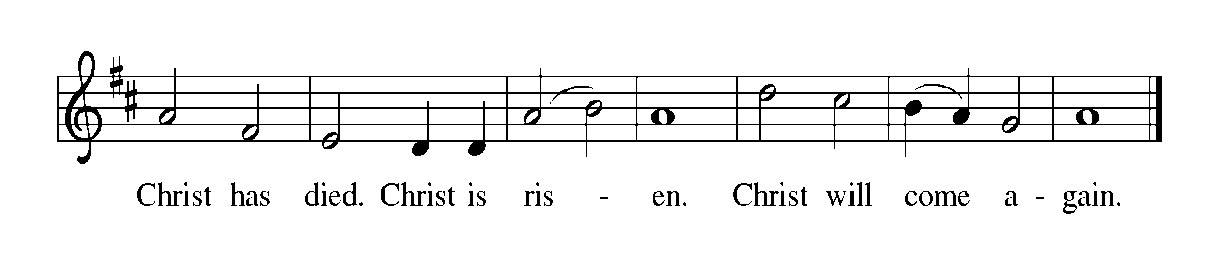 Christ has died. Christ is ris - en. Christ will come a - gain.